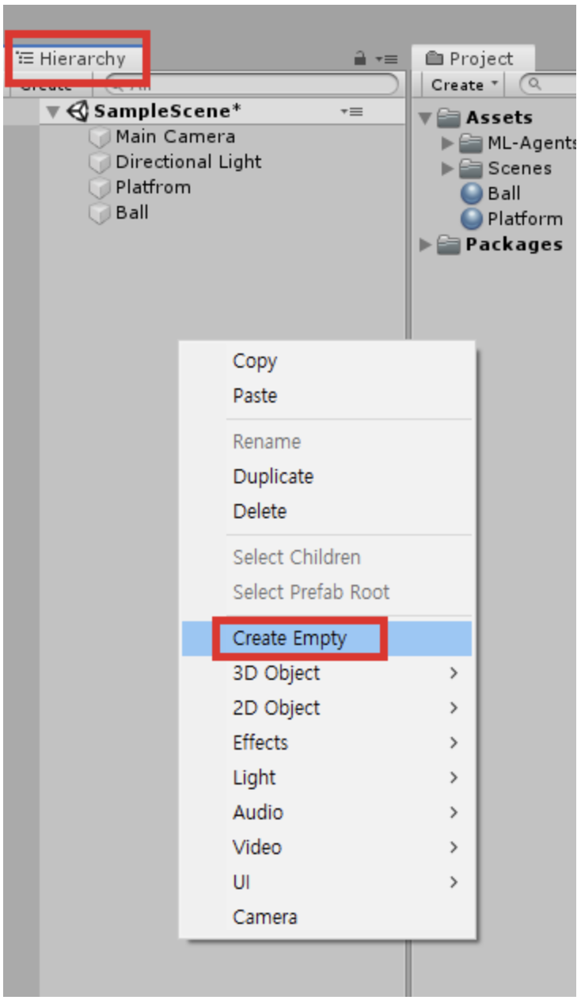 Hierarchy
Project
Create
SampleScene*
Main Camera
Directional Light
Platfrom
Ball
Assets
ML-Agents
Scenes
Ball
Platform
Packages
Copy
Paste
Rename
Duplicate
Delete
Select Children
Select Prefab Root
Create Empty
3D Object
2D Object
Effects
Light
Audio
Video
UI
Camera